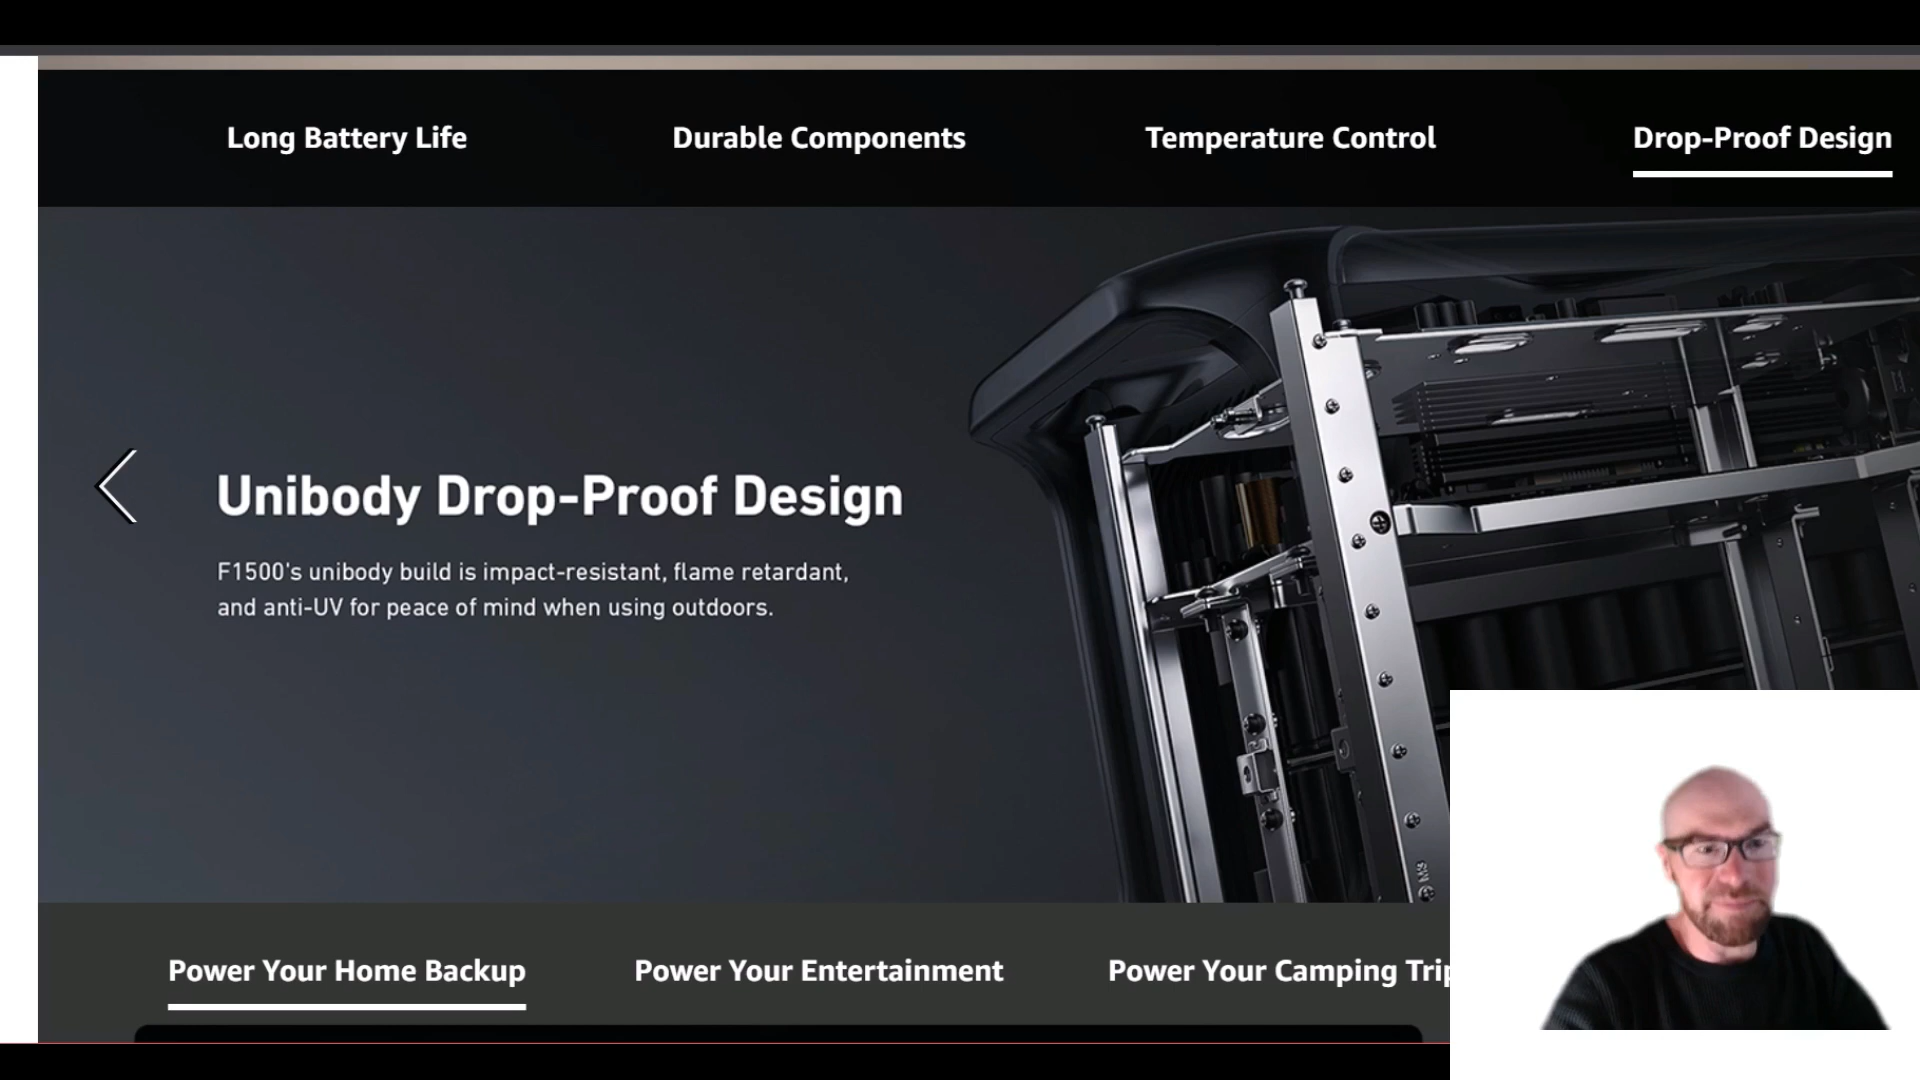 Long Battery Life
Durable Components
Temperature Control
Drop-Proof Design
Unibody Drop-Proof Design
F1500's unibody build is impact-resistant, flame retardant,
and anti-UV for peace of mind when using outdoors.
Power Your Home Backup
Power Your Entertainment
Power Your Camping Trip